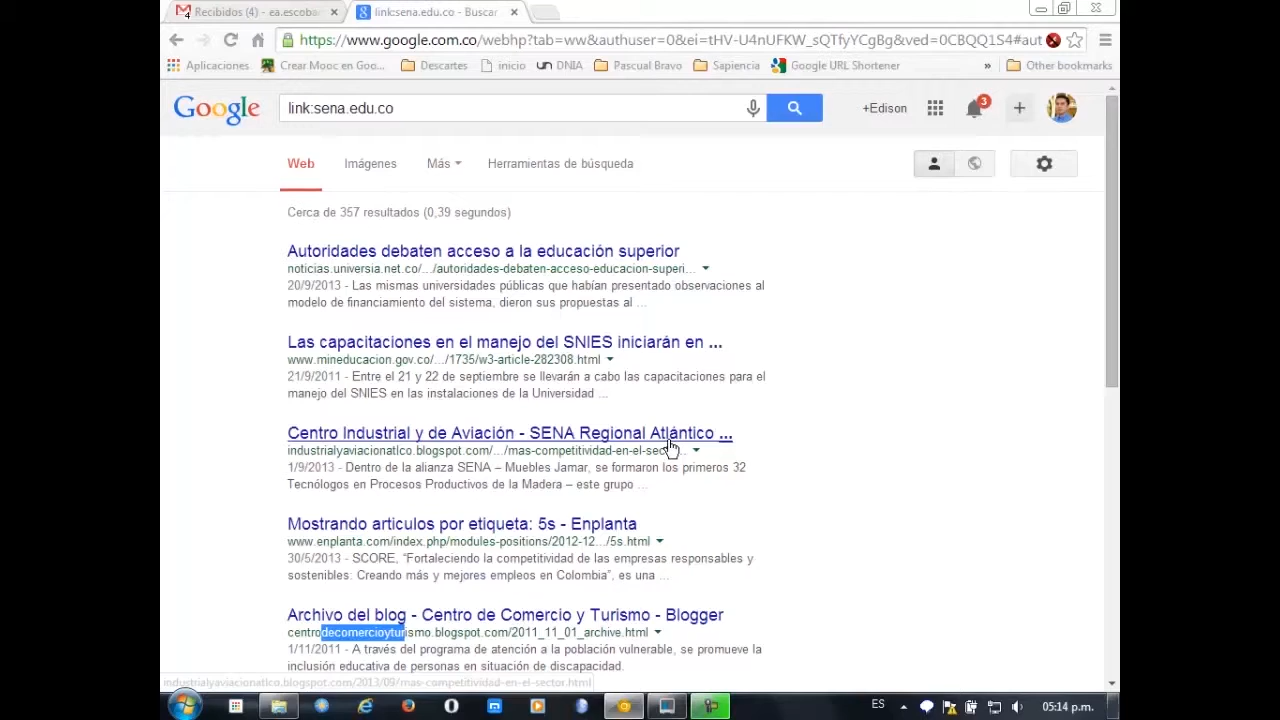 Recibidos (4) - ea.escoba
link:sena.edu.co - Buscar
https://www.google.com.co/webhp?tab=ww&authuser=0&ei=tHV-U4nUFKW_sQTfyYCgBg&ved=0CBQQ1S4#aut
Aplicaciones
Crear Mooc en Goo...
Descartes
inicio
DNIA
Pascual Bravo
Sapiencia
Google URL Shortener
»
Other bookmarks
Google
link:sena.edu.co
+Edison
3
Web
Imágenes
Más
Herramientas de búsqueda
Cerca de 357 resultados (0,39 segundos)
Autoridades debaten acceso a la educación superior
noticias.universia.net.co/.../autoridades-debaten-acceso-educacion-superi...
20/9/2013 - Las mismas universidades públicas que habían presentado observaciones al
modelo de financiamiento del sistema, dieron sus propuestas al ...
Las capacitaciones en el manejo del SNIES iniciarán en ...
www.mineducacion.gov.co/.../1735/w3-article-282308.html
21/9/2011 - Entre el 21 y 22 de septiembre se llevarán a cabo las capacitaciones para el
manejo del SNIES en las instalaciones de la Universidad ...
Centro Industrial y de Aviación - SENA Regional Atlántico ...
industrialyaviacionatlco.blogspot.com/.../mas-competitividad-en-el-sect...
1/9/2013 - Dentro de la alianza SENA – Muebles Jamar, se formaron los primeros 32
Tecnólogos en Procesos Productivos de la Madera – este grupo ...
Mostrando articulos por etiqueta: 5s - Enplanta
www.enplanta.com/index.php/modules-positions/2012-12.../5s.html
30/5/2013 - SCORE, “Fortaleciendo la competitividad de las empresas responsables y
sostenibles: Creando más y mejores empleos en Colombia”, es una ...
Archivo del blog - Centro de Comercio y Turismo - Blogger
centrodecomercioyturismo.blogspot.com/2011_11_01_archive.html
1/11/2011 - A través del programa de atención a la población vulnerable, se promueve la
inclusión educativa de personas en situación de discapacidad.
industrialyaviacionatlco.blogspot.com/2013/09/mas-competitividad-en-el-sector.html
ES
05:14 p.m.